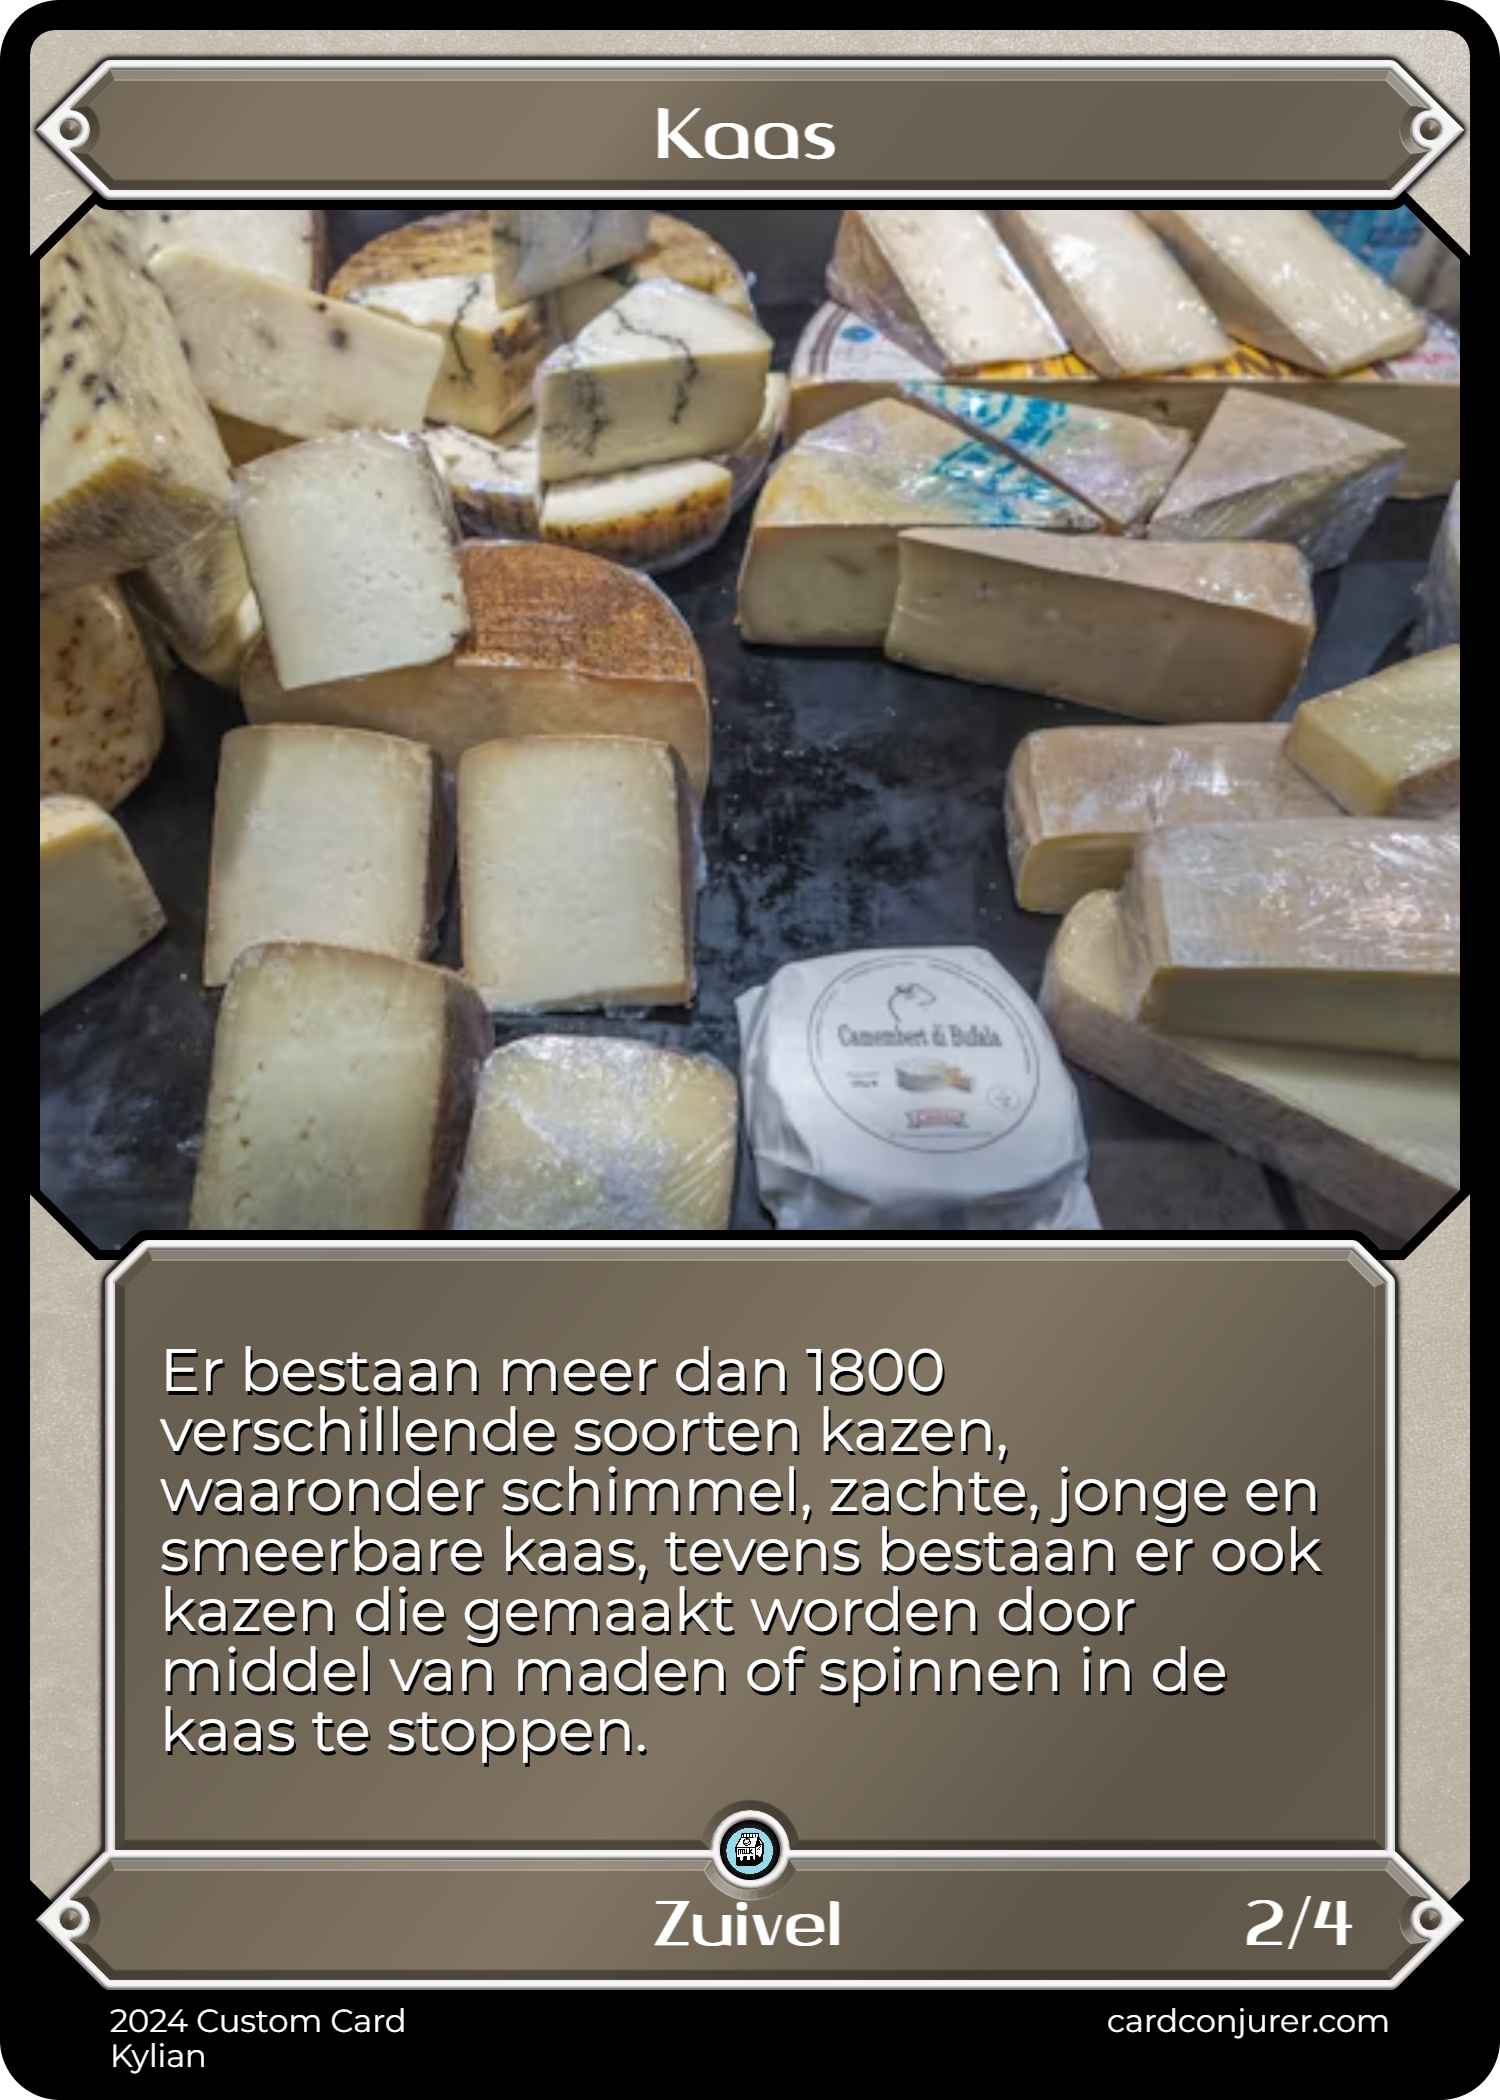 Kaas
Camembert di Bufala
Er bestaan meer dan 1800
verschillende soorten kazen,
waaronder schimmel, zachte, jonge en
smeerbare kaas, tevens bestaan er ook
kazen die gemaakt worden door
middel van maden of spinnen in de
kaas te stoppen.
MILK
Zuivel
2/4
2024 Custom Card
Kylian
cardconjurer.com